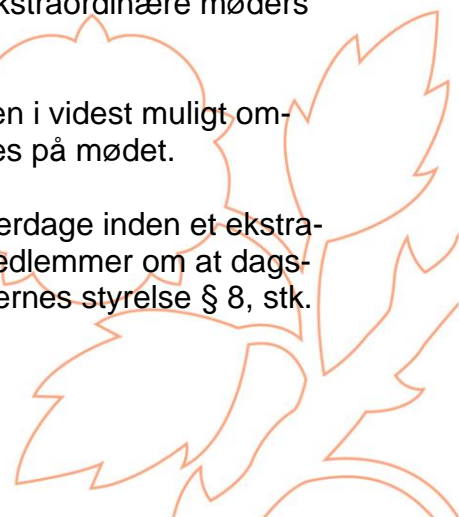 kstraordinære møders
en i videst muligt om-
es på mødet.
erdage inden et ekstra-
edlemmer om at dags-
ernes styrelse § 8, stk.